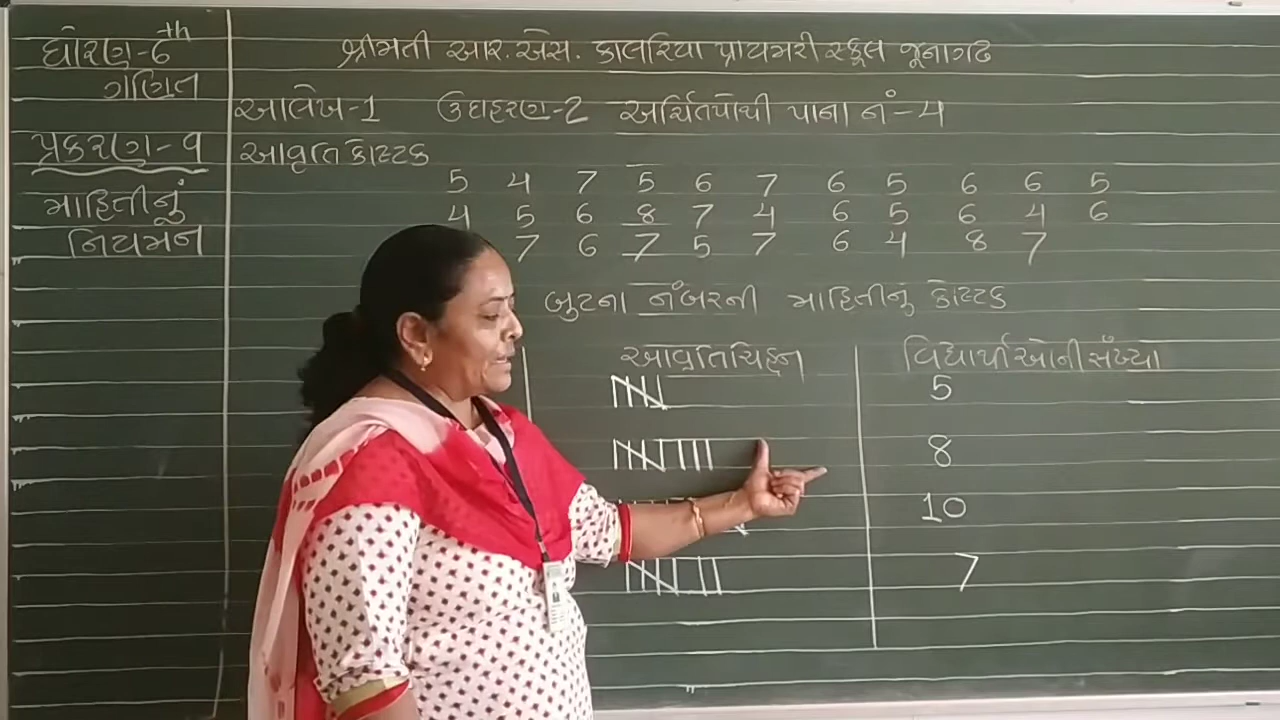 ધોરણ-6th
ગણિત
પ્રકરણ-૧
માહિતીનું
નિયમન
શ્રીમતી આર. એસ. કાલરિયા પ્રાયમરી સ્કૂલ જૂનાગઢ
આલેખ-1 ઉદાહરણ-2 અર્ચિતપોથી પાના નં-૫
આવૃતિ કોષ્ટક
5 4 7 5 6 7 6 5 6 6 5
4 5 6 8 7 4 6 5 6 4 6
7 6 7 5 7 6 4 8 7
બુટના નંબરની માહિતીનું કોષ્ટક
આવૃતિચિહ્ન વિદ્યાર્થીઓની સંખ્યા
5
8
10
7